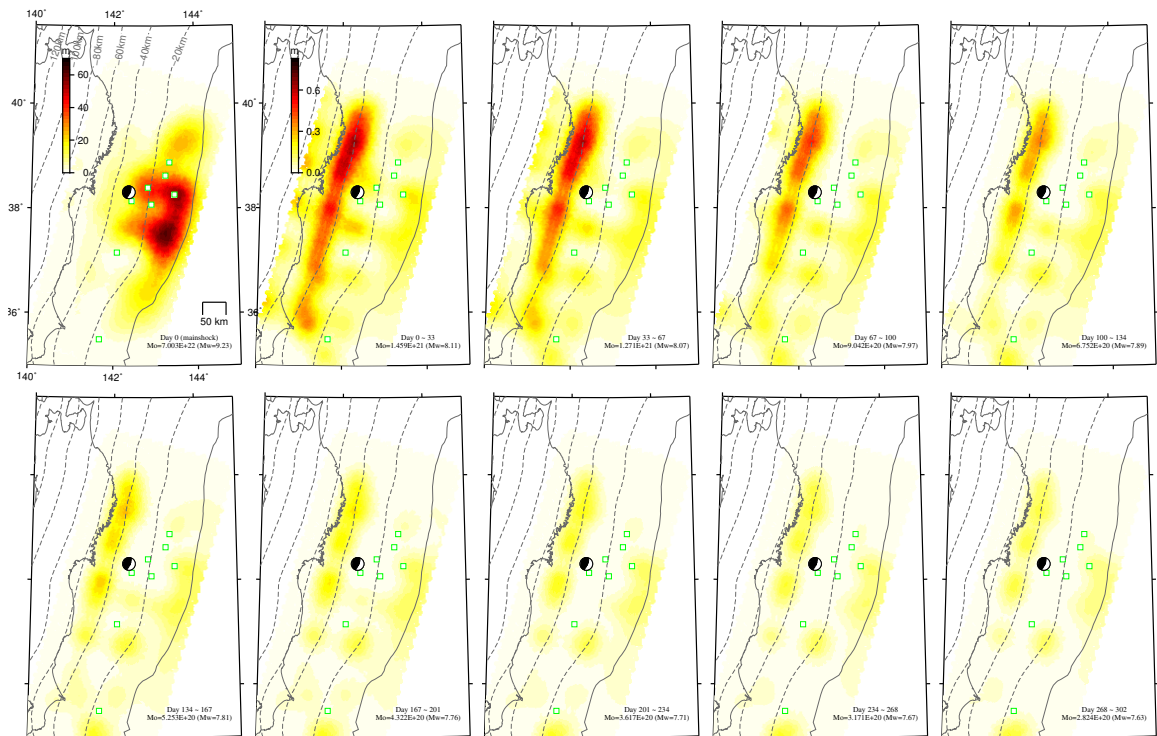 140° 142° 144°
120km 100km 80km 60km 40km 20km
m
60
40
20
0
m
0.6
0.3
0.0
40°
38°
36°
50 km
Day 0 (mainshock)
Mo=7.003E+22 (Mw=9.23)
40°
38°
36°
Day 0 ~ 33
Mo=1.459E+21 (Mw=8.11)
Day 33 ~ 67
Mo=1.271E+21 (Mw=8.07)
Day 67 ~ 100
Mo=9.042E+20 (Mw=7.97)
Day 100 ~ 134
Mo=6.752E+20 (Mw=7.89)
140° 142° 144°
Day 134 ~ 167
Mo=5.253E+20 (Mw=7.81)
Day 167 ~ 201
Mo=4.322E+20 (Mw=7.76)
Day 201 ~ 234
Mo=3.617E+20 (Mw=7.71)
Day 234 ~ 268
Mo=3.171E+20 (Mw=7.67)
Day 268 ~ 302
Mo=2.824E+20 (Mw=7.63)